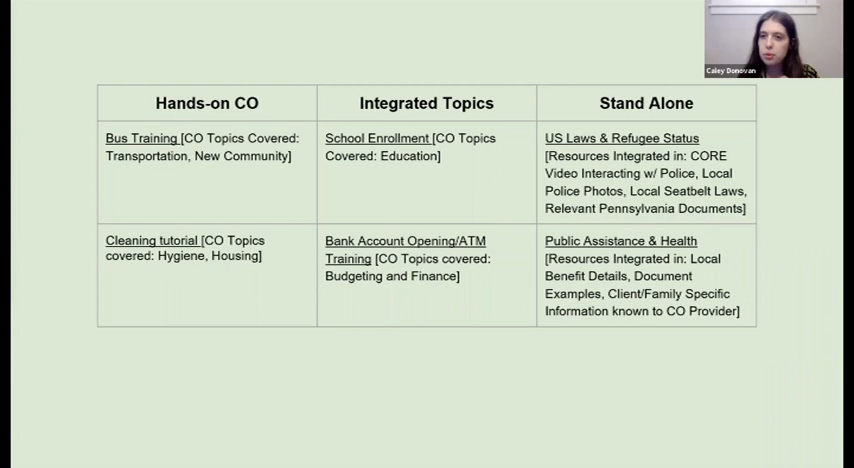 Caley Donovan
Hands-on CO
Integrated Topics
Stand Alone
Bus Training [CO Topics Covered:
Transportation, New Community]
School Enrollment [CO Topics
Covered: Education]
US Laws & Refugee Status
[Resources Integrated in: CORE
Video Interacting w/ Police, Local
Police Photos, Local Seatbelt Laws,
Relevant Pennsylvania Documents]
Cleaning tutorial [CO Topics
covered: Hygiene, Housing]
Bank Account Opening/ATM
Training [CO Topics covered:
Budgeting and Finance]
Public Assistance & Health
[Resources Integrated in: Local
Benefit Details, Document
Examples, Client/Family Specific
Information known to CO Provider]